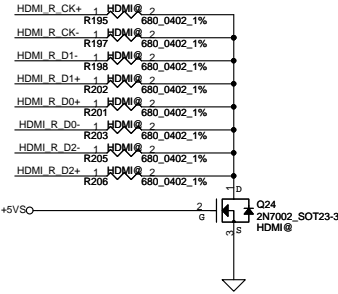 HDMI_R_CK+ 1 HDMI@ 2
R195 680_0402_1%
HDMI_R_CK- 1 HDMI@ 2
R197 680_0402_1%
HDMI_R_D1- 1 HDMI@ 2
R198 680_0402_1%
HDMI_R_D1+ 1 HDMI@ 2
R202 680_0402_1%
HDMI_R_D0+ 1 HDMI@ 2
R201 680_0402_1%
HDMI_R_D0- 1 HDMI@ 2
R203 680_0402_1%
HDMI_R_D2- 1 HDMI@ 2
R205 680_0402_1%
HDMI_R_D2+ 1 HDMI@ 2
R206 680_0402_1%
1 D
+5VS 2 G
Q24
2N7002_SOT23-3
HDMI@
3 S